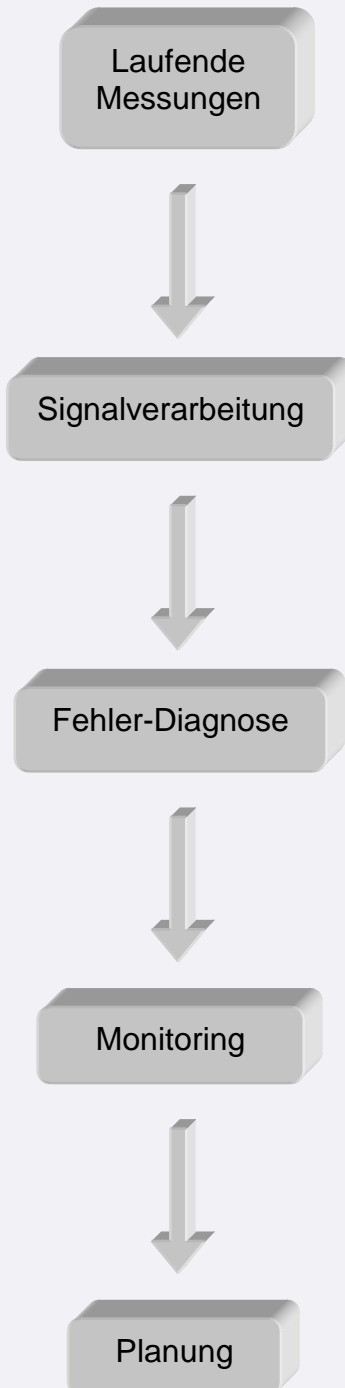 Laufende
Messungen
Signalverarbeitung
Fehler-Diagnose
Monitoring
Planung